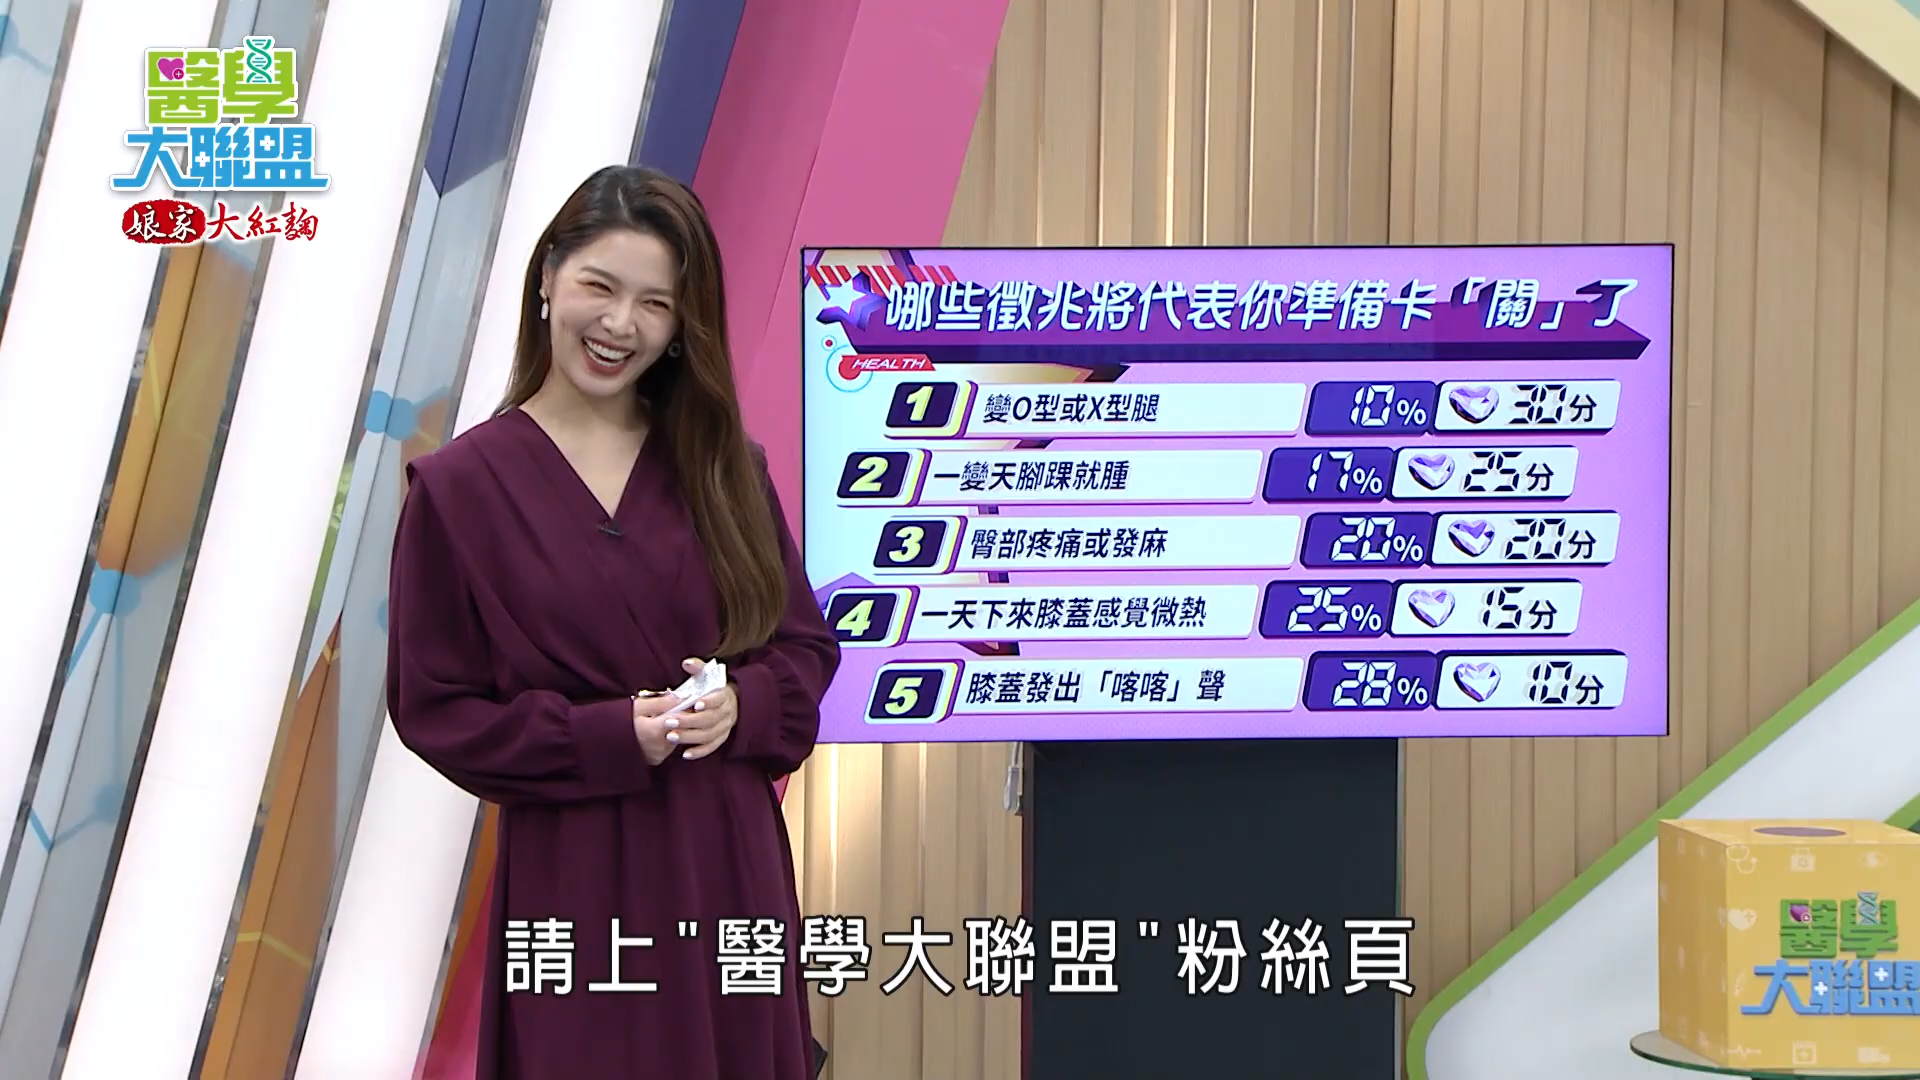 醫學
大聯盟
娘家大紅麴
哪些徵兆將代表你準備卡「關」了
HEALTH
1 變O型或X型腿 10% 30分
2 一變天腳踝就腫 17% 25分
3 臀部疼痛或發麻 20% 20分
4 一天下來膝蓋感覺微熱 25% 15分
5 膝蓋發出「喀喀」聲 28% 10分
請上"醫學大聯盟"粉絲頁
醫學
大聯盟